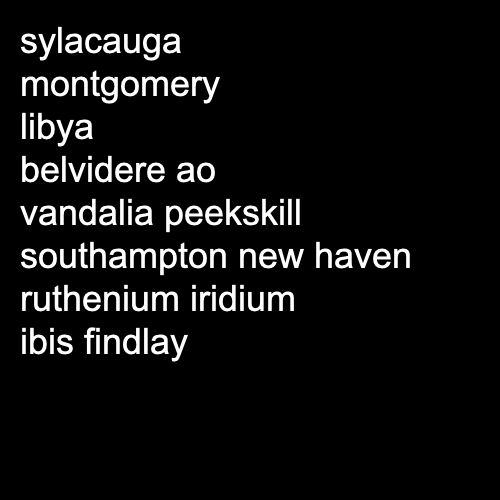 sylacauga
montgomery
libya
belvidere ao
vandalia peekskill
southampton new haven
ruthenium iridium
ibis findlay